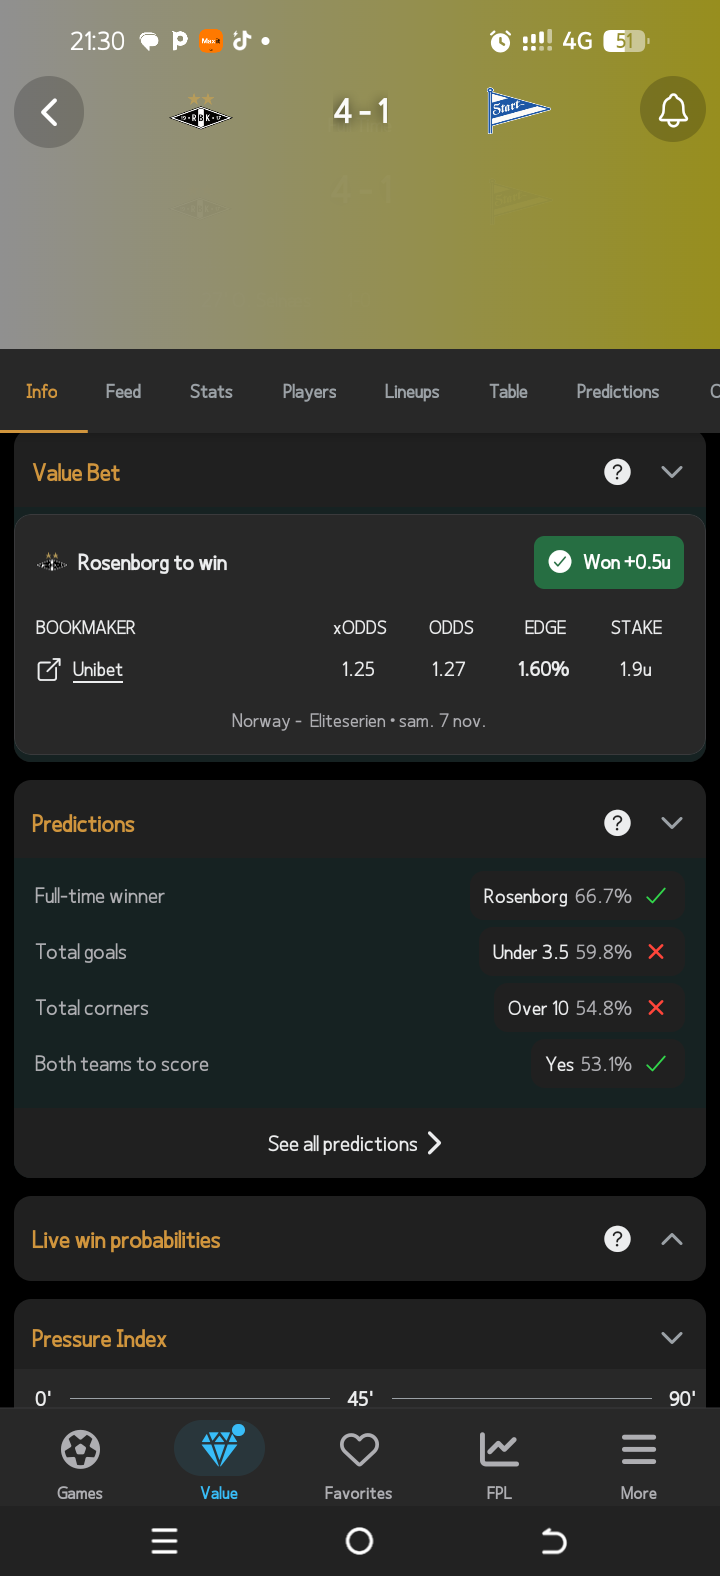 21:30 4G 51
RBK 4 - 1 Start
4 - 1
Info Feed Stats Players Lineups Table Predictions
Value Bet ?
Rosenborg to win Won +0.5u
BOOKMAKER xODDS ODDS EDGE STAKE
Unibet 1.25 1.27 1.60% 1.9u
Norway - Eliteserien • sam. 7 nov.
Predictions ?
Full-time winner Rosenborg 66.7%
Total goals Under 3.5 59.8%
Total corners Over 10 54.8%
Both teams to score Yes 53.1%
See all predictions
Live win probabilities ?
Pressure Index
0' 45' 90'
Games Value Favorites FPL More